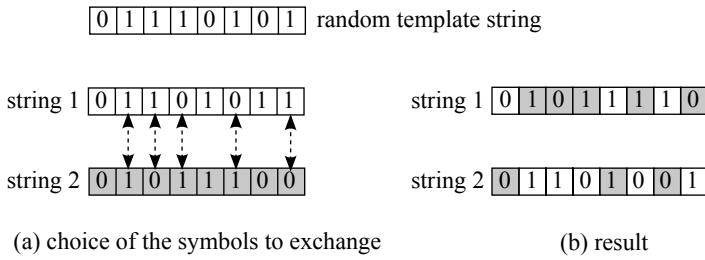 0 1 1 1 0 1 0 1 random template string
string 1 0 1 1 0 1 0 1 1
string 1 0 1 0 1 1 1 1 0
string 2 0 1 0 1 1 1 0 0
string 2 0 1 1 0 1 0 0 1
(a) choice of the symbols to exchange
(b) result